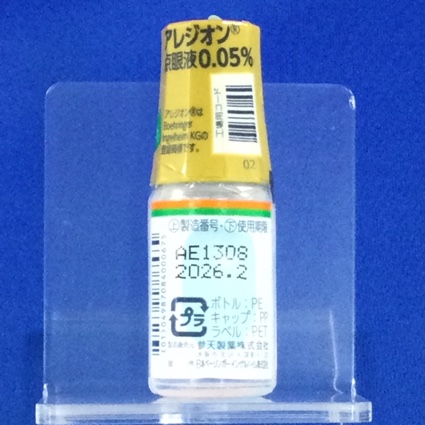 アレジオン®
点眼液0.05%
アレジオン®は
Boehringer
Ingelheim KGの
登録商標です。
02
㊤製造番号・㊦使用期限
AE1308
2026.2
プラ
ボトル:PE
キャップ:PP
ラベル:PET
参天製薬株式会社